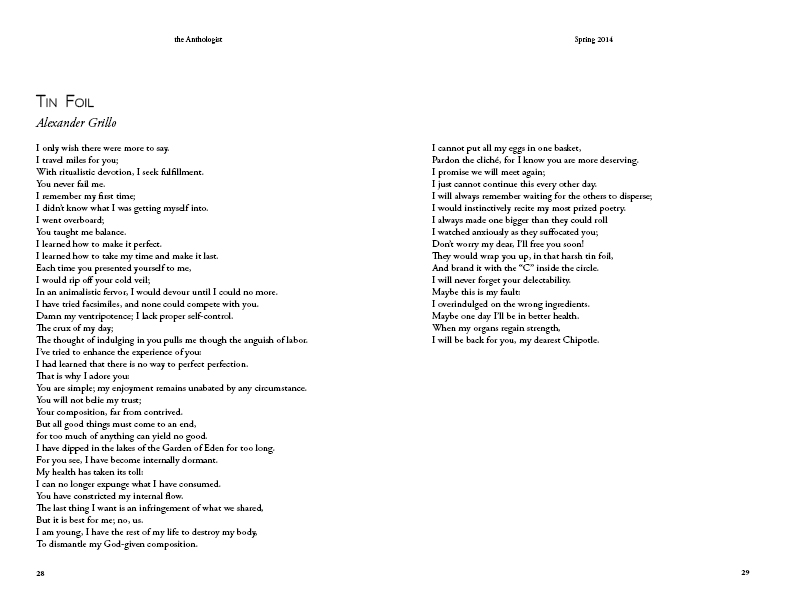 the Anthologist
Tin Foil
Alexander Grillo
I only wish there were more to say.
I travel miles for you;
With ritualistic devotion, I seek fulfillment.
You never fail me.
I remember my first time;
I didn't know what I was getting myself into.
I went overboard;
You taught me balance.
I learned how to make it perfect.
I learned how to take my time and make it last.
Each time you presented yourself to me,
I would rip off your cold veil;
In an animalistic fervor, I would devour until I could no more.
I have tried facsimiles, and none could compete with you.
Damn my ventripotence; I lack proper self-control.
The crux of my day;
The thought of indulging in you pulls me though the anguish of labor.
I've tried to enhance the experience of you:
I had learned that there is no way to perfect perfection.
That is why I adore you:
You are simple; my enjoyment remains unabated by any circumstance.
You will not belie my trust;
Your composition, far from contrived.
But all good things must come to an end,
for too much of anything can yield no good.
I have dipped in the lakes of the Garden of Eden for too long.
For you see, I have become internally dormant.
My health has taken its toll:
I can no longer expunge what I have consumed.
You have constricted my internal flow.
The last thing I want is an infringement of what we shared,
But it is best for me; no, us.
I am young, I have the rest of my life to destroy my body,
To dismantle my God-given composition.
28
Spring 2014
I cannot put all my eggs in one basket,
Pardon the cliché, for I know you are more deserving.
I promise we will meet again;
I just cannot continue this every other day.
I will always remember waiting for the others to disperse;
I would instinctively recite my most prized poetry.
I always made one bigger than they could roll
I watched anxiously as they suffocated you;
Don't worry my dear, I'll free you soon!
They would wrap you up, in that harsh tin foil,
And brand it with the "C" inside the circle.
I will never forget your delectability.
Maybe this is my fault:
I overindulged on the wrong ingredients.
Maybe one day I'll be in better health.
When my organs regain strength,
I will be back for you, my dearest Chipotle.
29